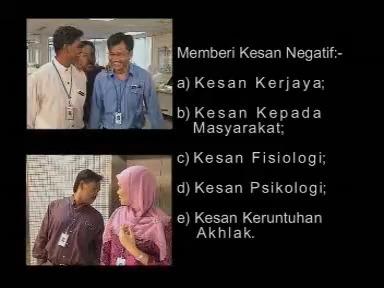 Memberi Kesan Negatif:-
a) Kesan Kerjaya;
b) Kesan Kepada
Masyarakat;
c) Kesan Fisiologi;
d) Kesan Psikologi;
e) Kesan Keruntuhan
Akhlak.